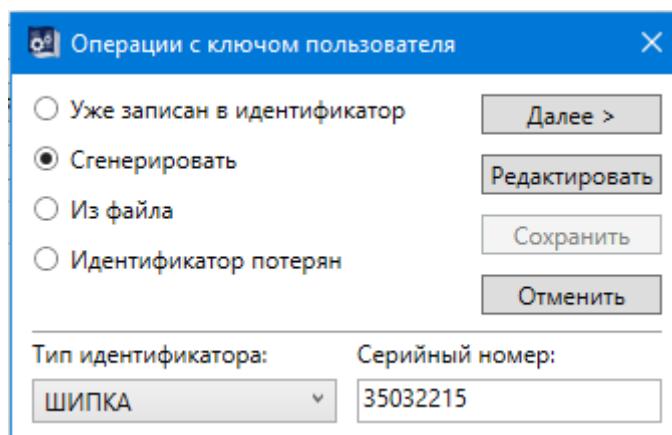 Операции с ключом пользователя
Уже записан в идентификатор
Далее >
Сгенерировать
Редактировать
Из файла
Сохранить
Идентификатор потерян
Отменить
Тип идентификатора:
Серийный номер:
ШИПКА
35032215